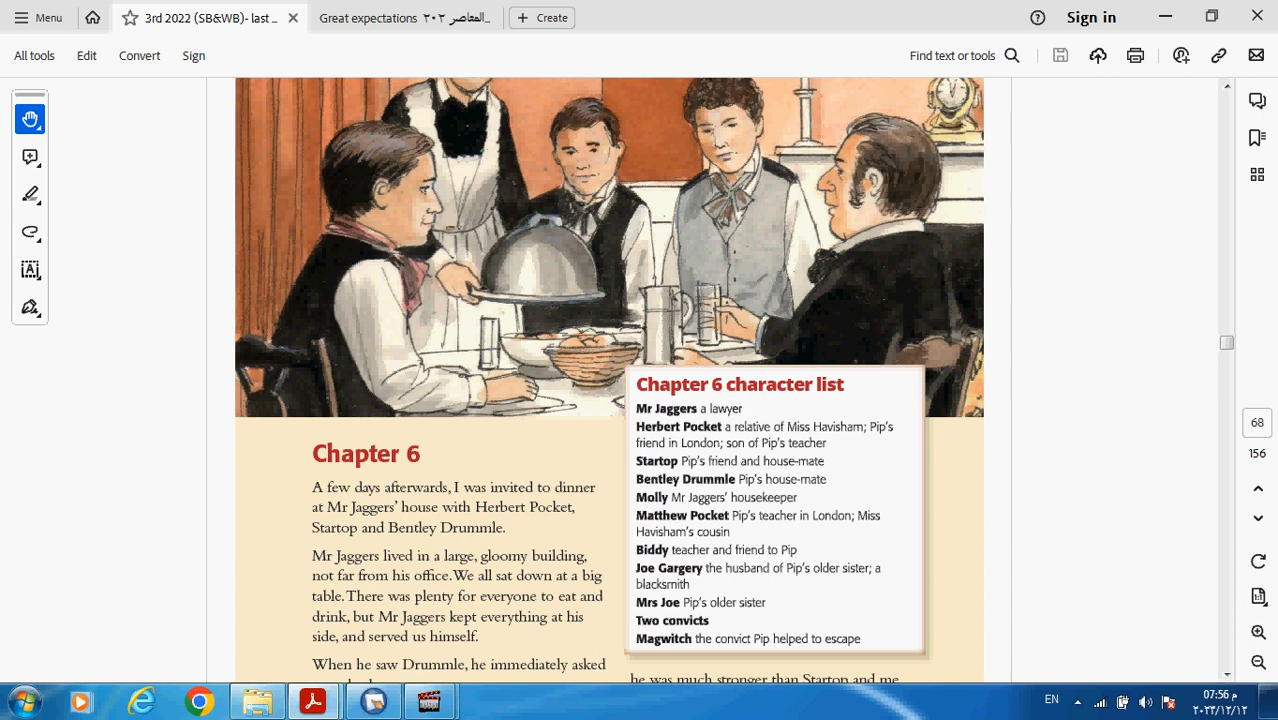 Menu
3rd 2022 (SB&WB)- last ...
Great expectations المعاصر ٢٠٢...
Create
Sign in
All tools
Edit
Convert
Sign
Find text or tools
Chapter 6 character list
Mr Jaggers a lawyer
Herbert Pocket a relative of Miss Havisham; Pip's
friend in London; son of Pip's teacher
Startop Pip's friend and house-mate
Bentley Drummle Pip's house-mate
Molly Mr Jaggers' housekeeper
Matthew Pocket Pip's teacher in London; Miss
Havisham's cousin
Biddy teacher and friend to Pip
Joe Gargery the husband of Pip's older sister; a
blacksmith
Mrs Joe Pip's older sister
Two convicts
Magwitch the convict Pip helped to escape
Chapter 6
A few days afterwards, I was invited to dinner
at Mr Jaggers' house with Herbert Pocket,
Startop and Bentley Drummle.
Mr Jaggers lived in a large, gloomy building,
not far from his office. We all sat down at a big
table. There was plenty for everyone to eat and
drink, but Mr Jaggers kept everything at his
side, and served us himself.
When he saw Drummle, he immediately asked
he was much stronger than Startop and me
68
156
EN
07:56 م
٢٠٢٣/١٢/١٢